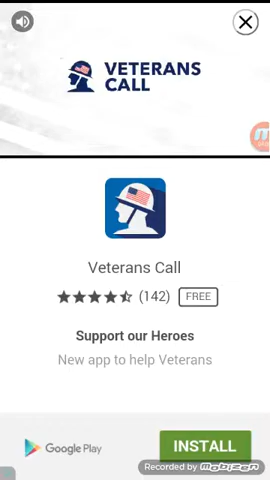 VETERANS
CALL
Veterans Call
(142) FREE
Support our Heroes
New app to help Veterans
Google Play
INSTALL
Recorded by mobizen